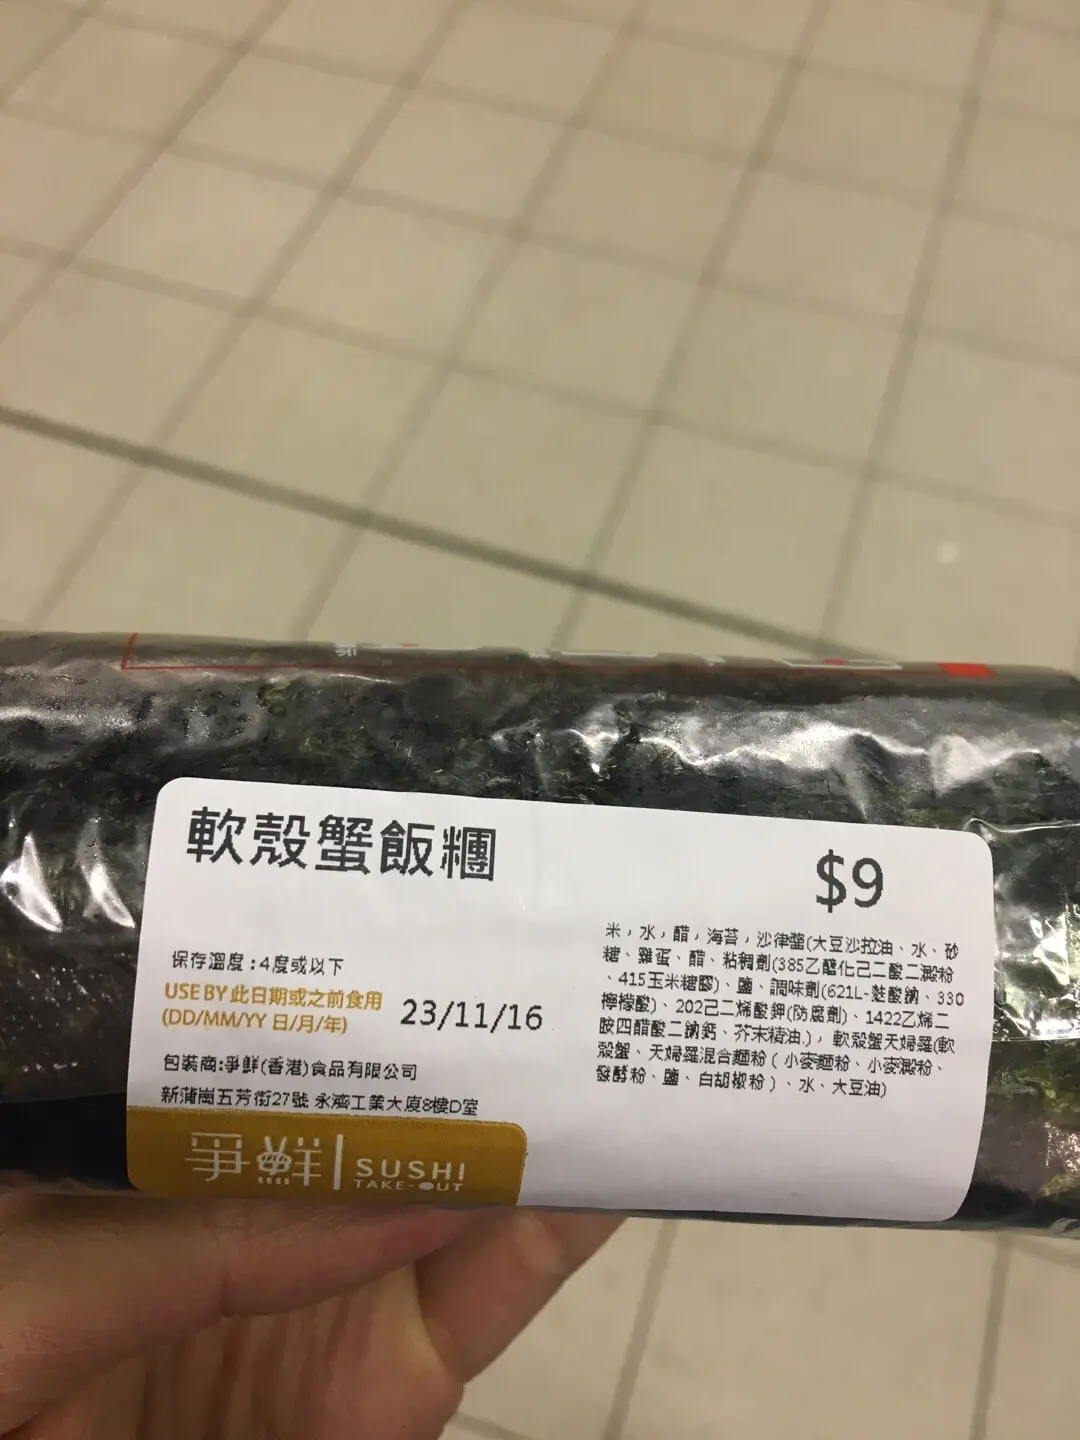 軟殼蟹飯糰
$9
保存溫度:4度或以下
USE BY 此日期或之前食用
(DD/MM/YY 日/月/年)
23/11/16
包裝商:爭鮮(香港)食品有限公司
新蒲崗五芳街27號 永濟工業大廈8樓D室
爭鮮 SUSHI
TAKE-OUT
米，水，醋，海苔，沙律醬(大豆沙拉油、水、砂
糖、雞蛋、醋、粘稠劑(385乙醯化己二酸二澱粉
、415玉米糖膠)、鹽、調味劑(621L-麩酸鈉、330
檸檬酸)、202己二烯酸鉀(防腐劑)、1422乙烯二
胺四醋酸二鈉鈣、芥末精油.)，軟殼蟹天婦羅(軟
殼蟹、天婦羅混合麵粉(小麥麵粉、小麥澱粉、
發酵粉、鹽、白胡椒粉)、水、大豆油)